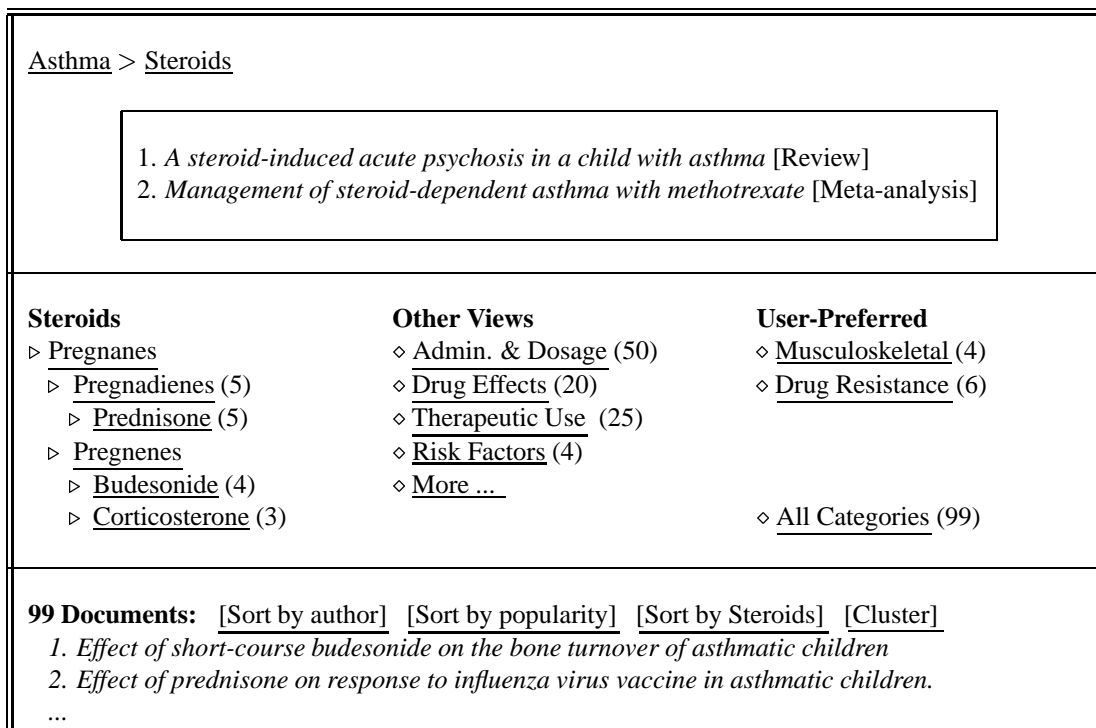 Asthma > Steroids
1. A steroid-induced acute psychosis in a child with asthma [Review]
2. Management of steroid-dependent asthma with methotrexate [Meta-analysis]
Steroids
▹ Pregnanes
▹ Pregnadienes (5)
▹ Prednisone (5)
▹ Pregnenes
▹ Budesonide (4)
▹ Corticosterone (3)
Other Views
⋄ Admin. & Dosage (50)
⋄ Drug Effects (20)
⋄ Therapeutic Use (25)
⋄ Risk Factors (4)
⋄ More ...
User-Preferred
⋄ Musculoskeletal (4)
⋄ Drug Resistance (6)
⋄ All Categories (99)
99 Documents: [Sort by author] [Sort by popularity] [Sort by Steroids] [Cluster]
1. Effect of short-course budesonide on the bone turnover of asthmatic children
2. Effect of prednisone on response to influenza virus vaccine in asthmatic children.
...